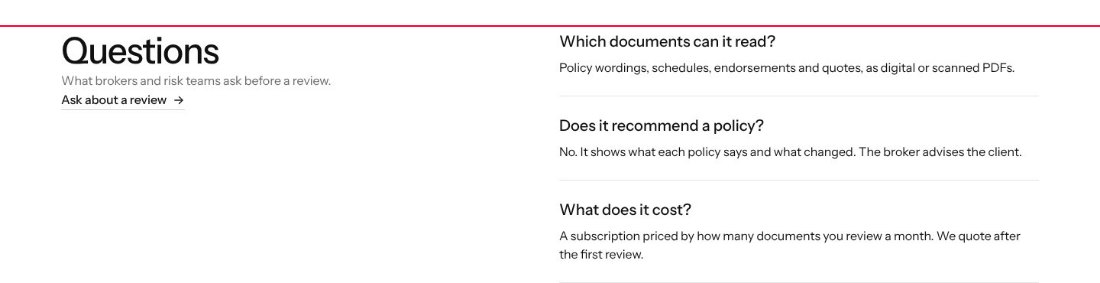 Questions
What brokers and risk teams ask before a review.
Ask about a review →
Which documents can it read?
Policy wordings, schedules, endorsements and quotes, as digital or scanned PDFs.
Does it recommend a policy?
No. It shows what each policy says and what changed. The broker advises the client.
What does it cost?
A subscription priced by how many documents you review a month. We quote after
the first review.